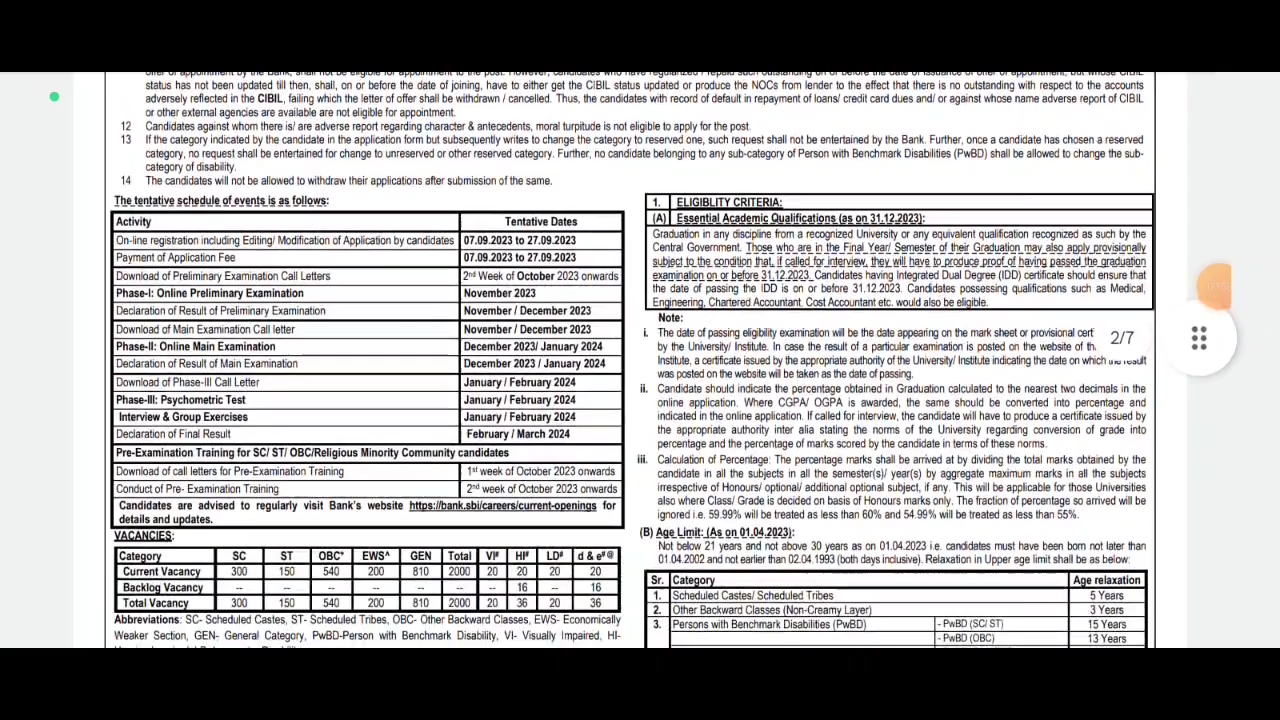 offer of appointment by the Bank, shall not be eligible for appointment to the post. However, candidates who have regularized / repaid such outstanding on or before the date of issuance of offer of appointment, but whose CIBIL
status has not been updated till then, shall, on or before the date of joining, have to either get the CIBIL status updated or produce the NOCs from lender to the effect that there is no outstanding with respect to the accounts
adversely reflected in the CIBIL, failing which the letter of offer shall be withdrawn / cancelled. Thus, the candidates with record of default in repayment of loans/ credit card dues and/ or against whose name adverse report of CIBIL
or other external agencies are available are not eligible for appointment.
12 Candidates against whom there is/ are adverse report regarding character & antecedents, moral turpitude is not eligible to apply for the post.
13 If the category indicated by the candidate in the application form but subsequently writes to change the category to reserved one, such request shall not be entertained by the Bank. Further, once a candidate has chosen a reserved
category, no request shall be entertained for change to unreserved or other reserved category. Further, no candidate belonging to any sub-category of Person with Benchmark Disabilities (PwBD) shall be allowed to change the sub-
category of disability.
14 The candidates will not be allowed to withdraw their applications after submission of the same.
The tentative schedule of events is as follows:
Activity Tentative Dates
On-line registration including Editing/ Modification of Application by candidates 07.09.2023 to 27.09.2023
Payment of Application Fee 07.09.2023 to 27.09.2023
Download of Preliminary Examination Call Letters 2nd Week of October 2023 onwards
Phase-I: Online Preliminary Examination November 2023
Declaration of Result of Preliminary Examination November / December 2023
Download of Main Examination Call letter November / December 2023
Phase-II: Online Main Examination December 2023/ January 2024
Declaration of Result of Main Examination December 2023 / January 2024
Download of Phase-III Call Letter January / February 2024
Phase-III: Psychometric Test January / February 2024
Interview & Group Exercises January / February 2024
Declaration of Final Result February / March 2024
Pre-Examination Training for SC/ ST/ OBC/Religious Minority Community candidates
Download of call letters for Pre-Examination Training 1st week of October 2023 onwards
Conduct of Pre- Examination Training 2nd week of October 2023 onwards
Candidates are advised to regularly visit Bank's website https://bank.sbi/careers/current-openings for
details and updates.
VACANCIES:
Category SC ST OBC* EWS^ GEN Total VI# HI# LD# d & e#@
Current Vacancy 300 150 540 200 810 2000 20 20 20 20
Backlog Vacancy -- -- -- -- -- -- -- 16 -- 16
Total Vacancy 300 150 540 200 810 2000 20 36 20 36
Abbreviations: SC- Scheduled Castes, ST- Scheduled Tribes, OBC- Other Backward Classes, EWS- Economically
Weaker Section, GEN- General Category, PwBD-Person with Benchmark Disability, VI- Visually Impaired, HI-
1. ELIGIBLITY CRITERIA:
(A) Essential Academic Qualifications (as on 31.12.2023):
Graduation in any discipline from a recognized University or any equivalent qualification recognized as such by the
Central Government. Those who are in the Final Year/ Semester of their Graduation may also apply provisionally
subject to the condition that, if called for interview, they will have to produce proof of having passed the graduation
examination on or before 31.12.2023. Candidates having Integrated Dual Degree (IDD) certificate should ensure that
the date of passing the IDD is on or before 31.12.2023. Candidates possessing qualifications such as Medical,
Engineering, Chartered Accountant, Cost Accountant etc. would also be eligible.
Note:
i. The date of passing eligibility examination will be the date appearing on the mark sheet or provisional cert
by the University/ Institute. In case the result of a particular examination is posted on the website of th
Institute, a certificate issued by the appropriate authority of the University/ Institute indicating the date on which the result
was posted on the website will be taken as the date of passing.
ii. Candidate should indicate the percentage obtained in Graduation calculated to the nearest two decimals in the
online application. Where CGPA/ OGPA is awarded, the same should be converted into percentage and
indicated in the online application. If called for interview, the candidate will have to produce a certificate issued by
the appropriate authority inter alia stating the norms of the University regarding conversion of grade into
percentage and the percentage of marks scored by the candidate in terms of these norms.
iii. Calculation of Percentage: The percentage marks shall be arrived at by dividing the total marks obtained by the
candidate in all the subjects in all the semester(s)/ year(s) by aggregate maximum marks in all the subjects
irrespective of Honours/ optional/ additional optional subject, if any. This will be applicable for those Universities
also where Class/ Grade is decided on basis of Honours marks only. The fraction of percentage so arrived will be
ignored i.e. 59.99% will be treated as less than 60% and 54.99% will be treated as less than 55%.
(B) Age Limit: (As on 01.04.2023):
Not below 21 years and not above 30 years as on 01.04.2023 i.e. candidates must have been born not later than
01.04.2002 and not earlier than 02.04.1993 (both days inclusive). Relaxation in Upper age limit shall be as below:
Sr. Category Age relaxation
1. Scheduled Castes/ Scheduled Tribes 5 Years
2. Other Backward Classes (Non-Creamy Layer) 3 Years
3. Persons with Benchmark Disabilities (PwBD) - PwBD (SC/ ST) 15 Years
- PwBD (OBC) 13 Years
2/7